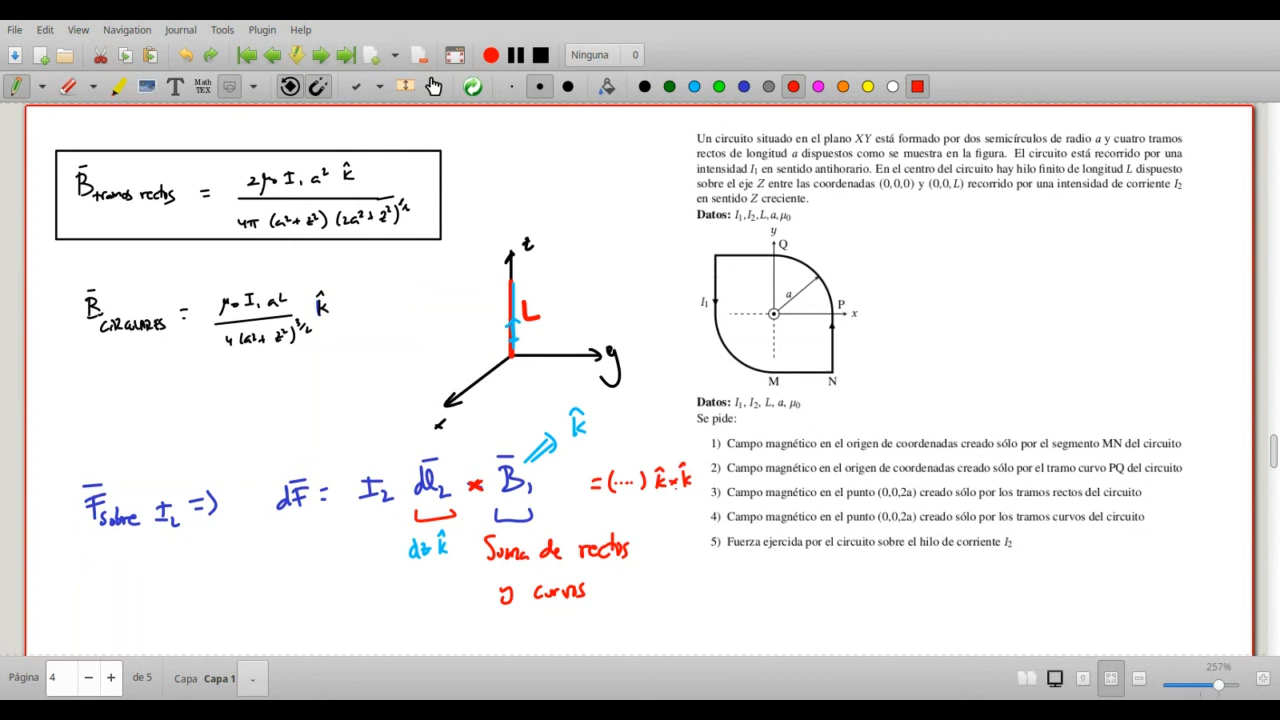 File Edit View Navigation Journal Tools Plugin Help
Ninguna 0
T Math TEX
B̄ tramos rectos = 2μ₀ I₁ a² k̂ / 4π (a²+z²) (2a²+z²)^½
B̄ circulares = μ₀ I₁ a² / 4 (a²+z²)^3/2 k̂
z
L
y
x
k̂
F̄ sobre I₂ => dF̄ = I₂ dl̄₂ × B̄₁ = (....) k̂×k̂
dz k̂ Suma de rectos
y curvos
Un circuito situado en el plano XY está formado por dos semicírculos de radio a y cuatro tramos
rectos de longitud a dispuestos como se muestra en la figura. El circuito está recorrido por una
intensidad I₁ en sentido antihorario. En el centro del circuito hay hilo finito de longitud L dispuesto
sobre el eje Z entre las coordenadas (0,0,0) y (0,0,L) recorrido por una intensidad de corriente I₂
en sentido Z creciente.
Datos: I₁,I₂,L,a,μ₀
y
Q
a
I₁ P
x
M N
Datos: I₁, I₂, L, a, μ₀
Se pide:
1) Campo magnético en el origen de coordenadas creado sólo por el segmento MN del circuito
2) Campo magnético en el origen de coordenadas creado sólo por el tramo curvo PQ del circuito
3) Campo magnético en el punto (0,0,2a) creado sólo por los tramos rectos del circuito
4) Campo magnético en el punto (0,0,2a) creado sólo por los tramos curvos del circuito
5) Fuerza ejercida por el circuito sobre el hilo de corriente I₂
Página 4 de 5 Capa Capa 1
257%